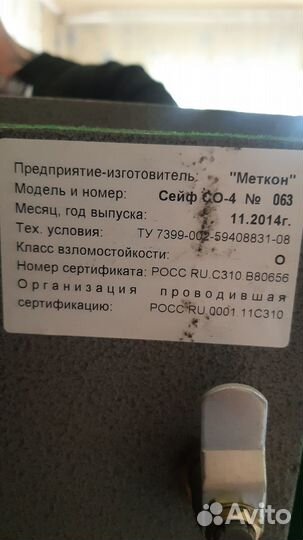 Предприятие-изготовитель: "Меткон"
Модель и номер: Сейф СО-4 № 063
Месяц, год выпуска: 11.2014г.
Тех. условия: ТУ 7399-002-59408831-08
Класс взломостойкости: О
Номер сертификата: РОСС RU.С310 В80656
Организация проводившая
сертификацию: РОСС RU 0001 11С310
Avito